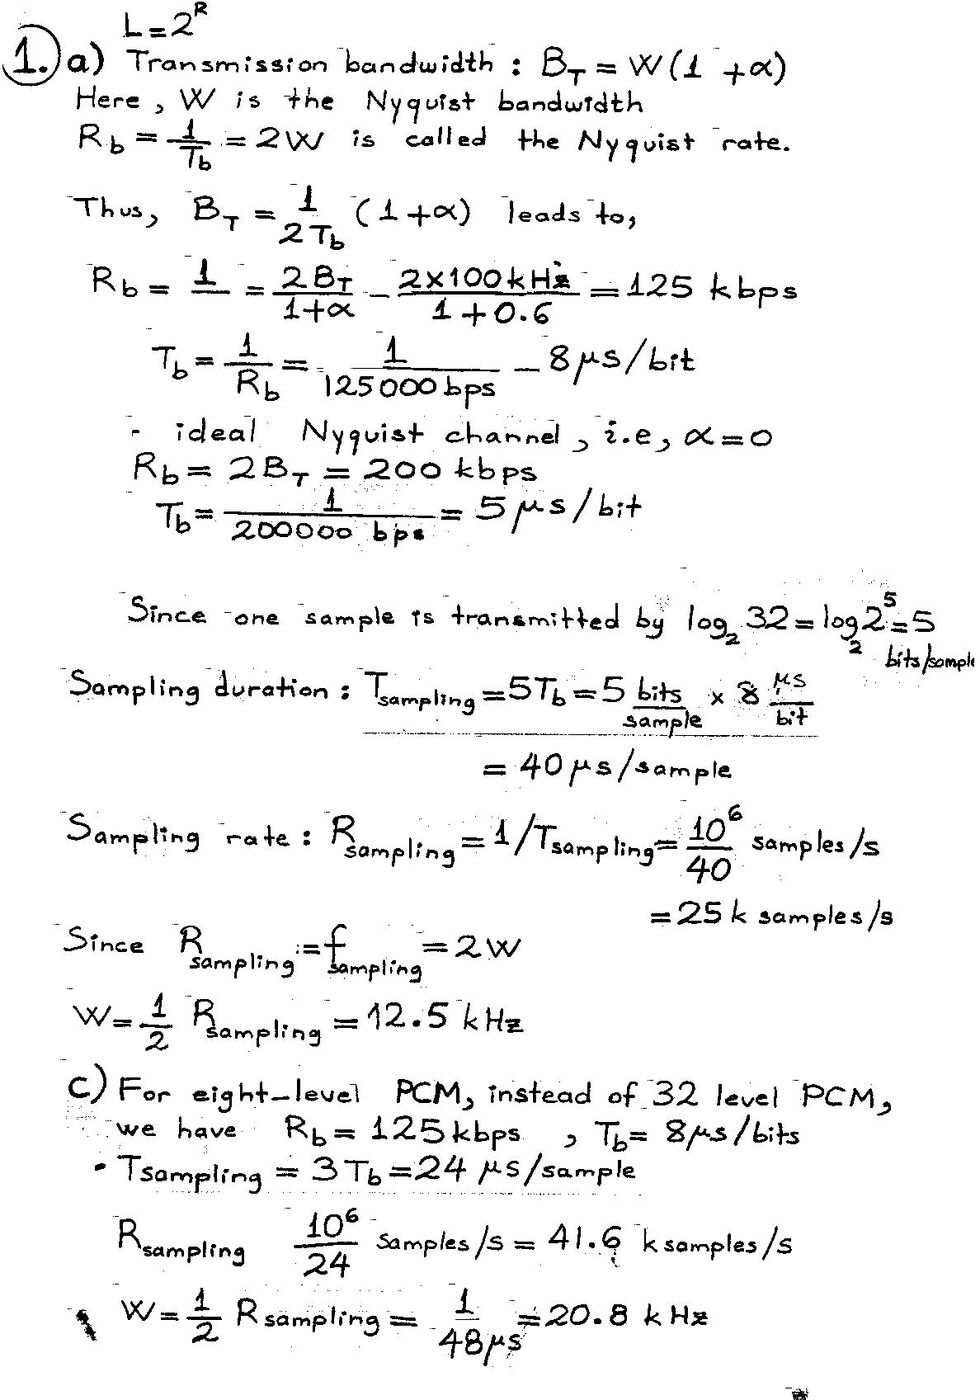 L=2^R
1. a) Transmission bandwidth : B_T = W(1 +α)
Here, W is the Nyquist bandwidth
R_b = 1/T_b = 2W is called the Nyquist rate.
Thus, B_T = 1/2T_b (1+α) leads to,
R_b = 1/ = 2B_T/1+α - 2x100kHz/1+0.6 = 125 kbps
T_b = 1/R_b = 1/125000bps - 8μs/bit
- ideal Nyquist channel, i.e, α=0
R_b = 2B_T = 200 kbps
T_b = 1/200000 bps = 5μs/bit
Since one sample is transmitted by log_2 32 = log_2 2^5 = 5 bits/sample
Sampling duration : T_sampling = 5T_b = 5 bits/sample x 8 μs/bit
= 40 μs/sample
Sampling rate : R_sampling = 1/T_sampling = 10^6/40 samples/s
= 25 k samples/s
Since R_sampling = f_sampling = 2W
W = 1/2 R_sampling = 12.5 kHz
c) For eight-level PCM, instead of 32 level PCM,
we have R_b = 125 kbps , T_b = 8μs/bits
• T_sampling = 3T_b = 24 μs/sample
R_sampling 10^6/24 samples/s = 41.6 k samples/s
W = 1/2 R_sampling = 1/48μs = 20.8 kHz